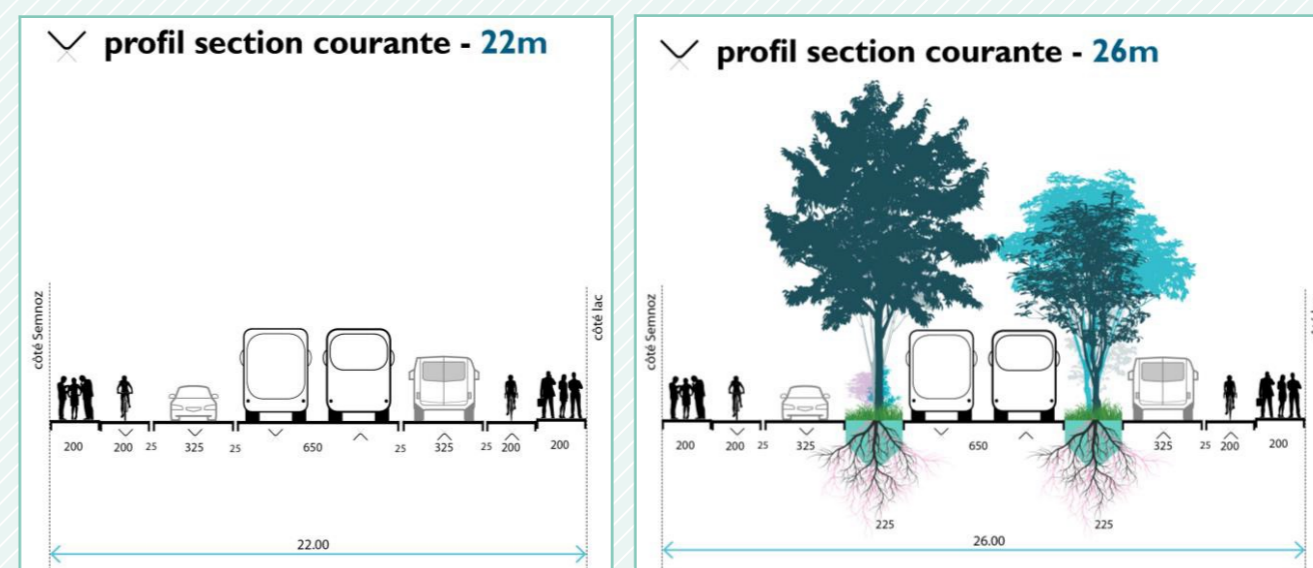 profil section courante - 22m
côté Semnoz
côté lac
200 200 25 325 25 650 25 325 25 200 200
22.00
profil section courante - 26m
côté Semnoz
200 200 25 325 650 325 25 200 200
225 225
26.00